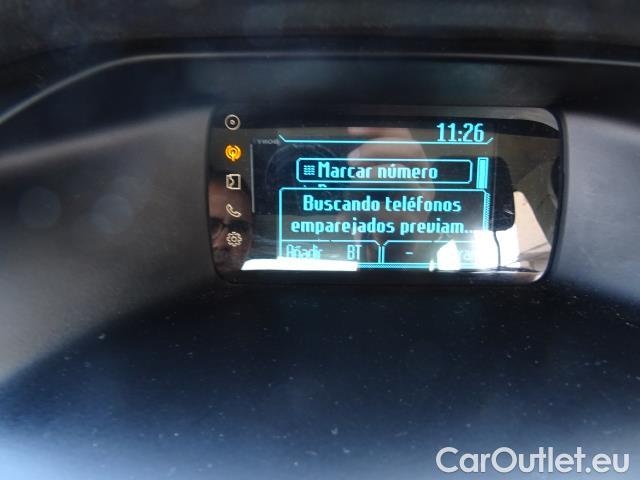 11:26
Marcar número
Buscando teléfonos
emparejados previam...
Añadir BT -
CarOutlet.eu